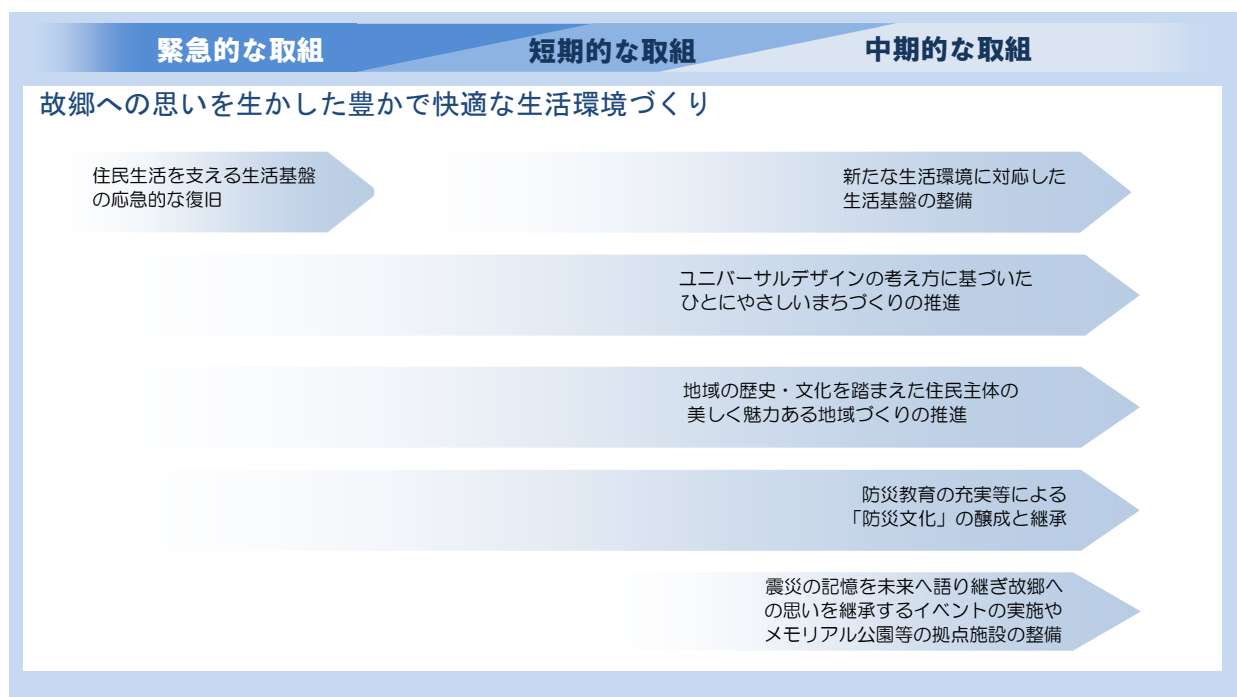 緊急的な取組
短期的な取組
中期的な取組
故郷への思いを生かした豊かで快適な生活環境づくり
住民生活を支える生活基盤
の応急的な復旧
新たな生活環境に対応した
生活基盤の整備
ユニバーサルデザインの考え方に基づいた
ひとにやさしいまちづくりの推進
地域の歴史・文化を踏まえた住民主体の
美しく魅力ある地域づくりの推進
防災教育の充実等による
「防災文化」の醸成と継承
震災の記憶を未来へ語り継ぎ故郷へ
の思いを継承するイベントの実施や
メモリアル公園等の拠点施設の整備